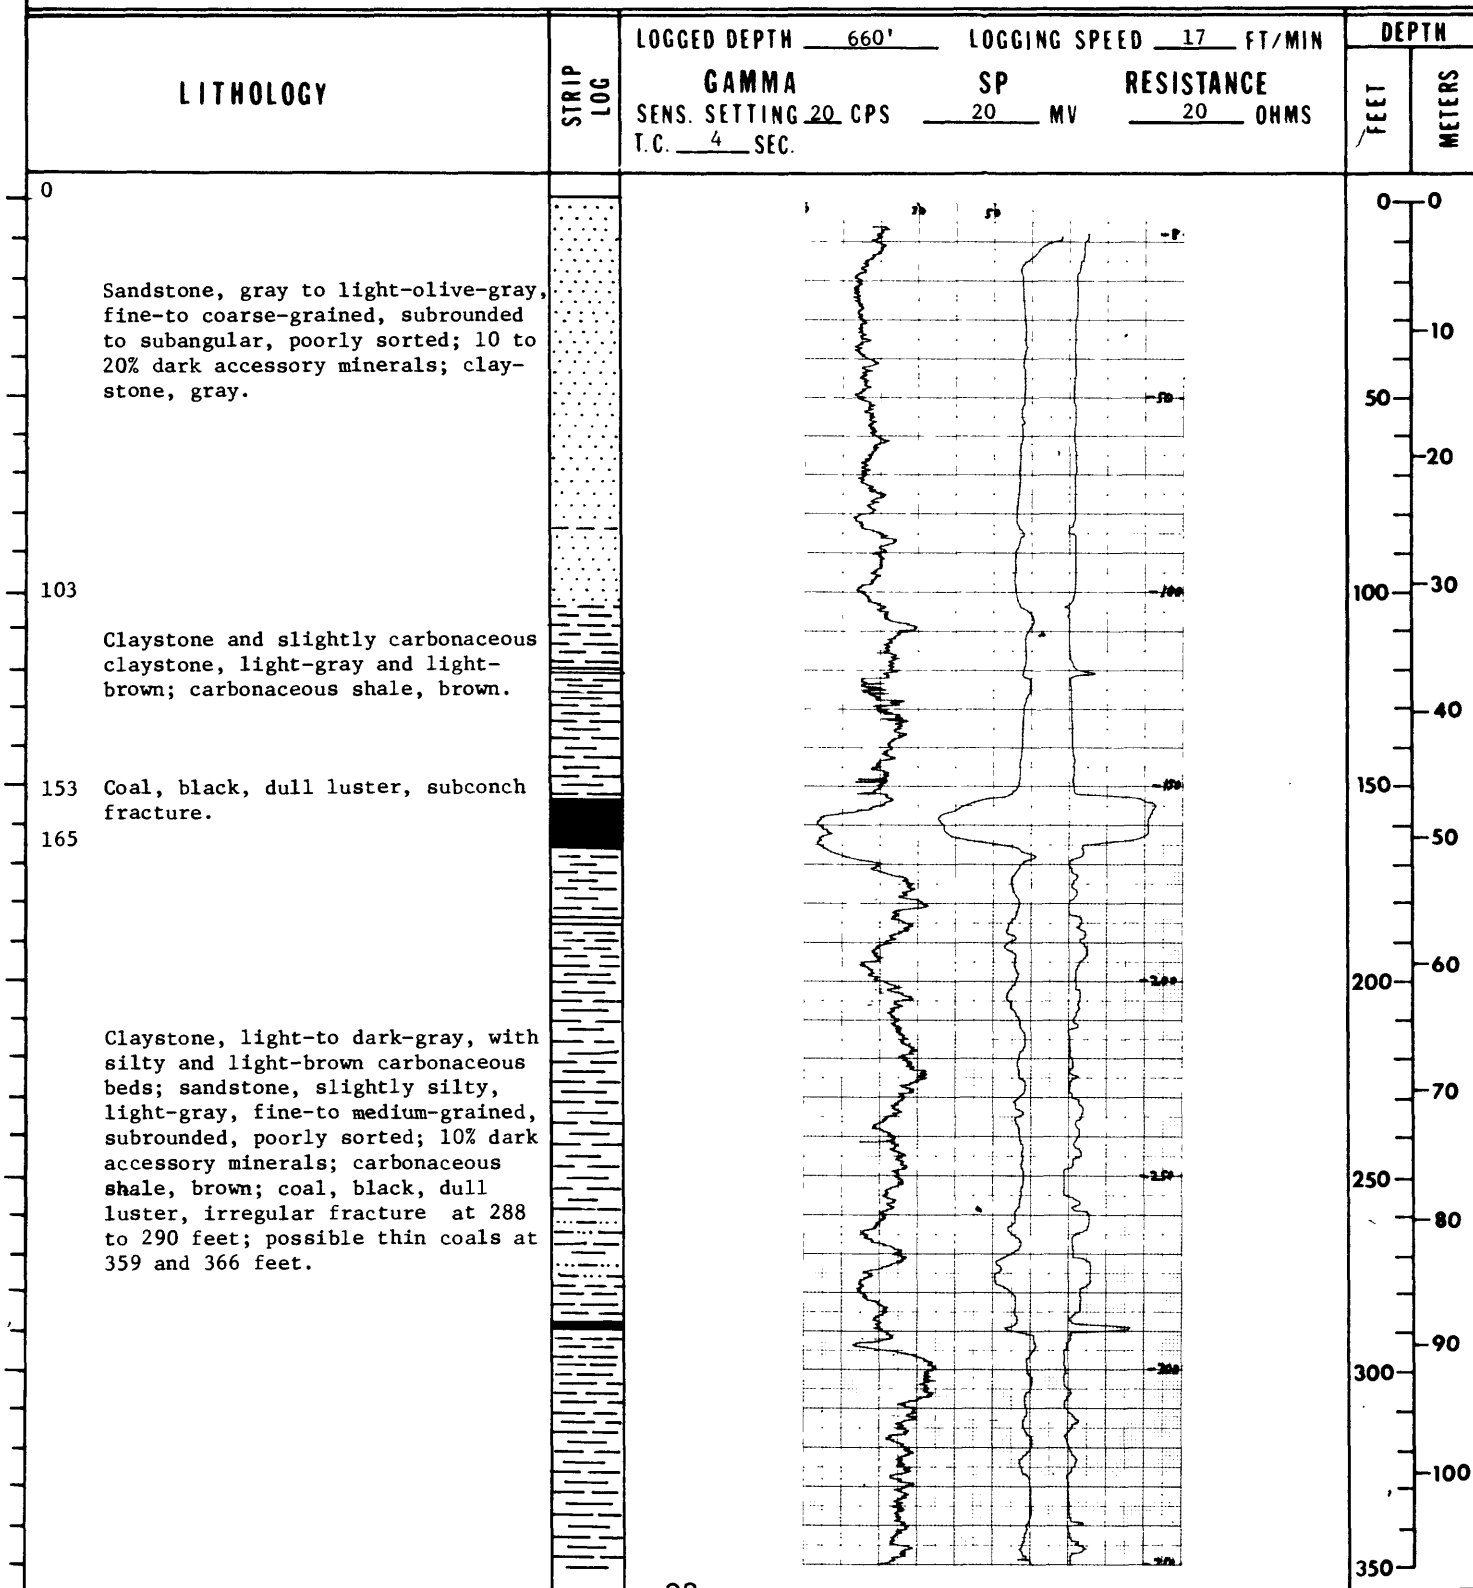 LOGGED DEPTH 660' LOGGING SPEED 17 FT/MIN
DEPTH
LITHOLOGY
STRIP LOG
GAMMA SP RESISTANCE
SENS. SETTING 20 CPS 20 MV 20 OHMS
T.C. 4 SEC.
FEET
METERS
0
Sandstone, gray to light-olive-gray,
fine-to coarse-grained, subrounded
to subangular, poorly sorted; 10 to
20% dark accessory minerals; clay-
stone, gray.
103
Claystone and slightly carbonaceous
claystone, light-gray and light-
brown; carbonaceous shale, brown.
153 Coal, black, dull luster, subconch
fracture.
165
Claystone, light-to dark-gray, with
silty and light-brown carbonaceous
beds; sandstone, slightly silty,
light-gray, fine-to medium-grained,
subrounded, poorly sorted; 10% dark
accessory minerals; carbonaceous
shale, brown; coal, black, dull
luster, irregular fracture at 288
to 290 feet; possible thin coals at
359 and 366 feet.
50
-50
-100
-150
-200
-250
-300
0
50
100
150
200
250
300
350
0
10
20
30
40
50
60
70
80
90
100